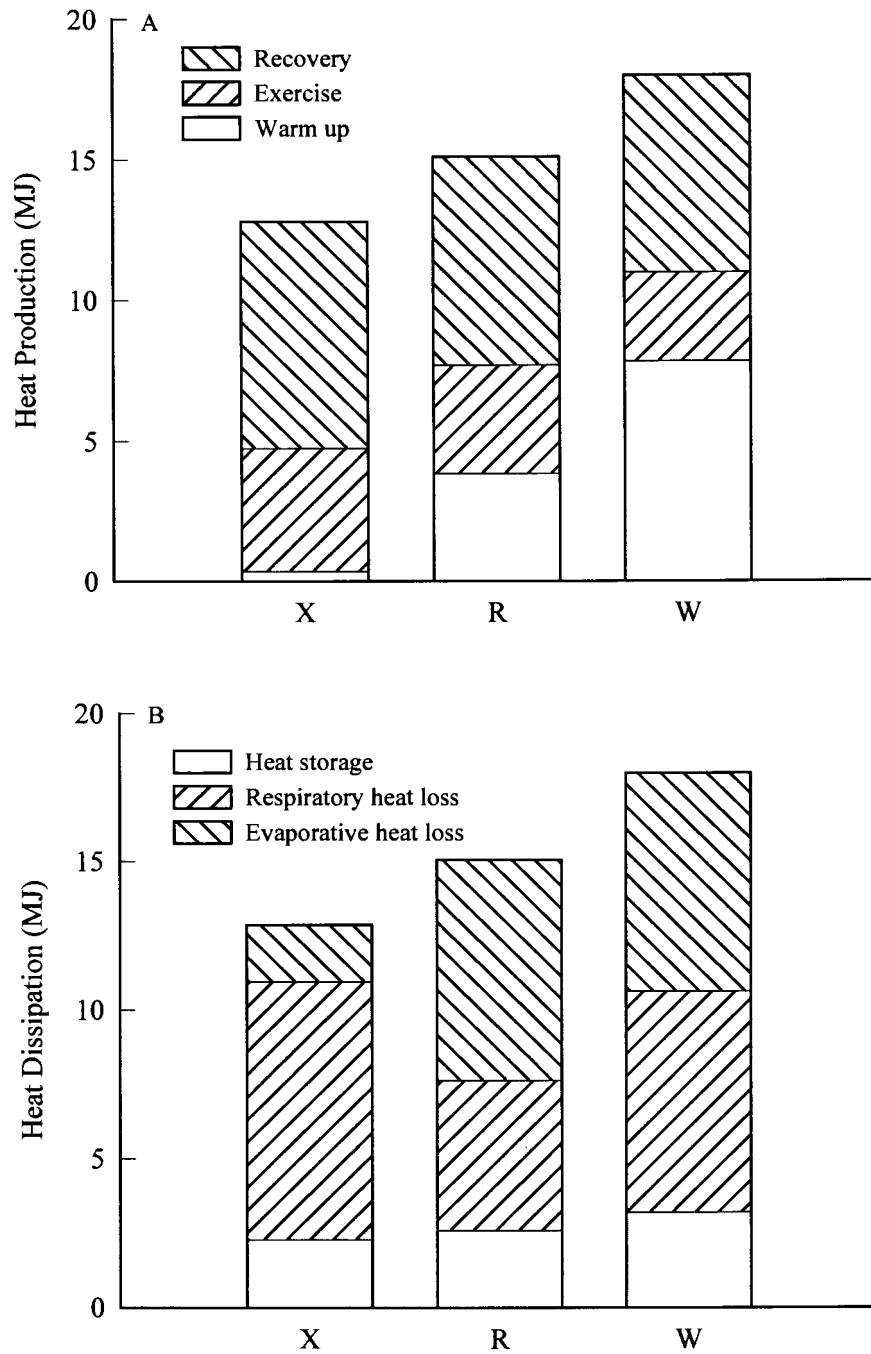 20
A
Recovery
Exercise
Warm up
15
10
5
0
Heat Production (MJ)
X R W
20
B
Heat storage
Respiratory heat loss
Evaporative heat loss
15
10
5
0
Heat Dissipation (MJ)
X R W